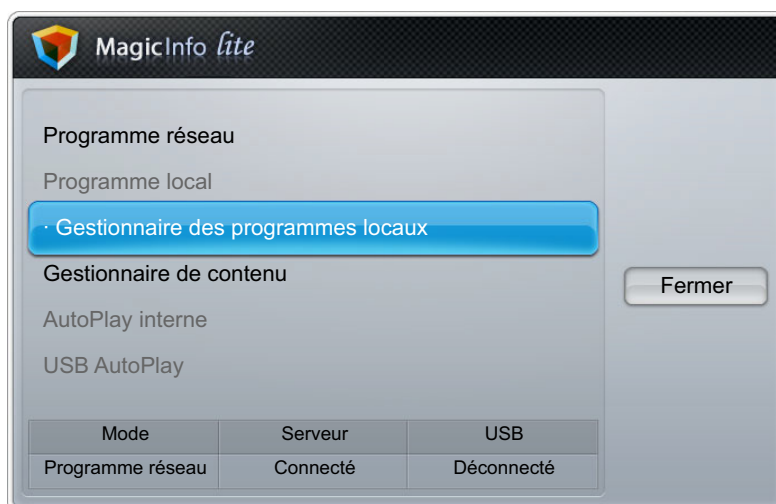 MagicInfo lite
Programme réseau
Programme local
· Gestionnaire des programmes locaux
Gestionnaire de contenu
AutoPlay interne
USB AutoPlay
Fermer
Mode Serveur USB
Programme réseau Connecté Déconnecté